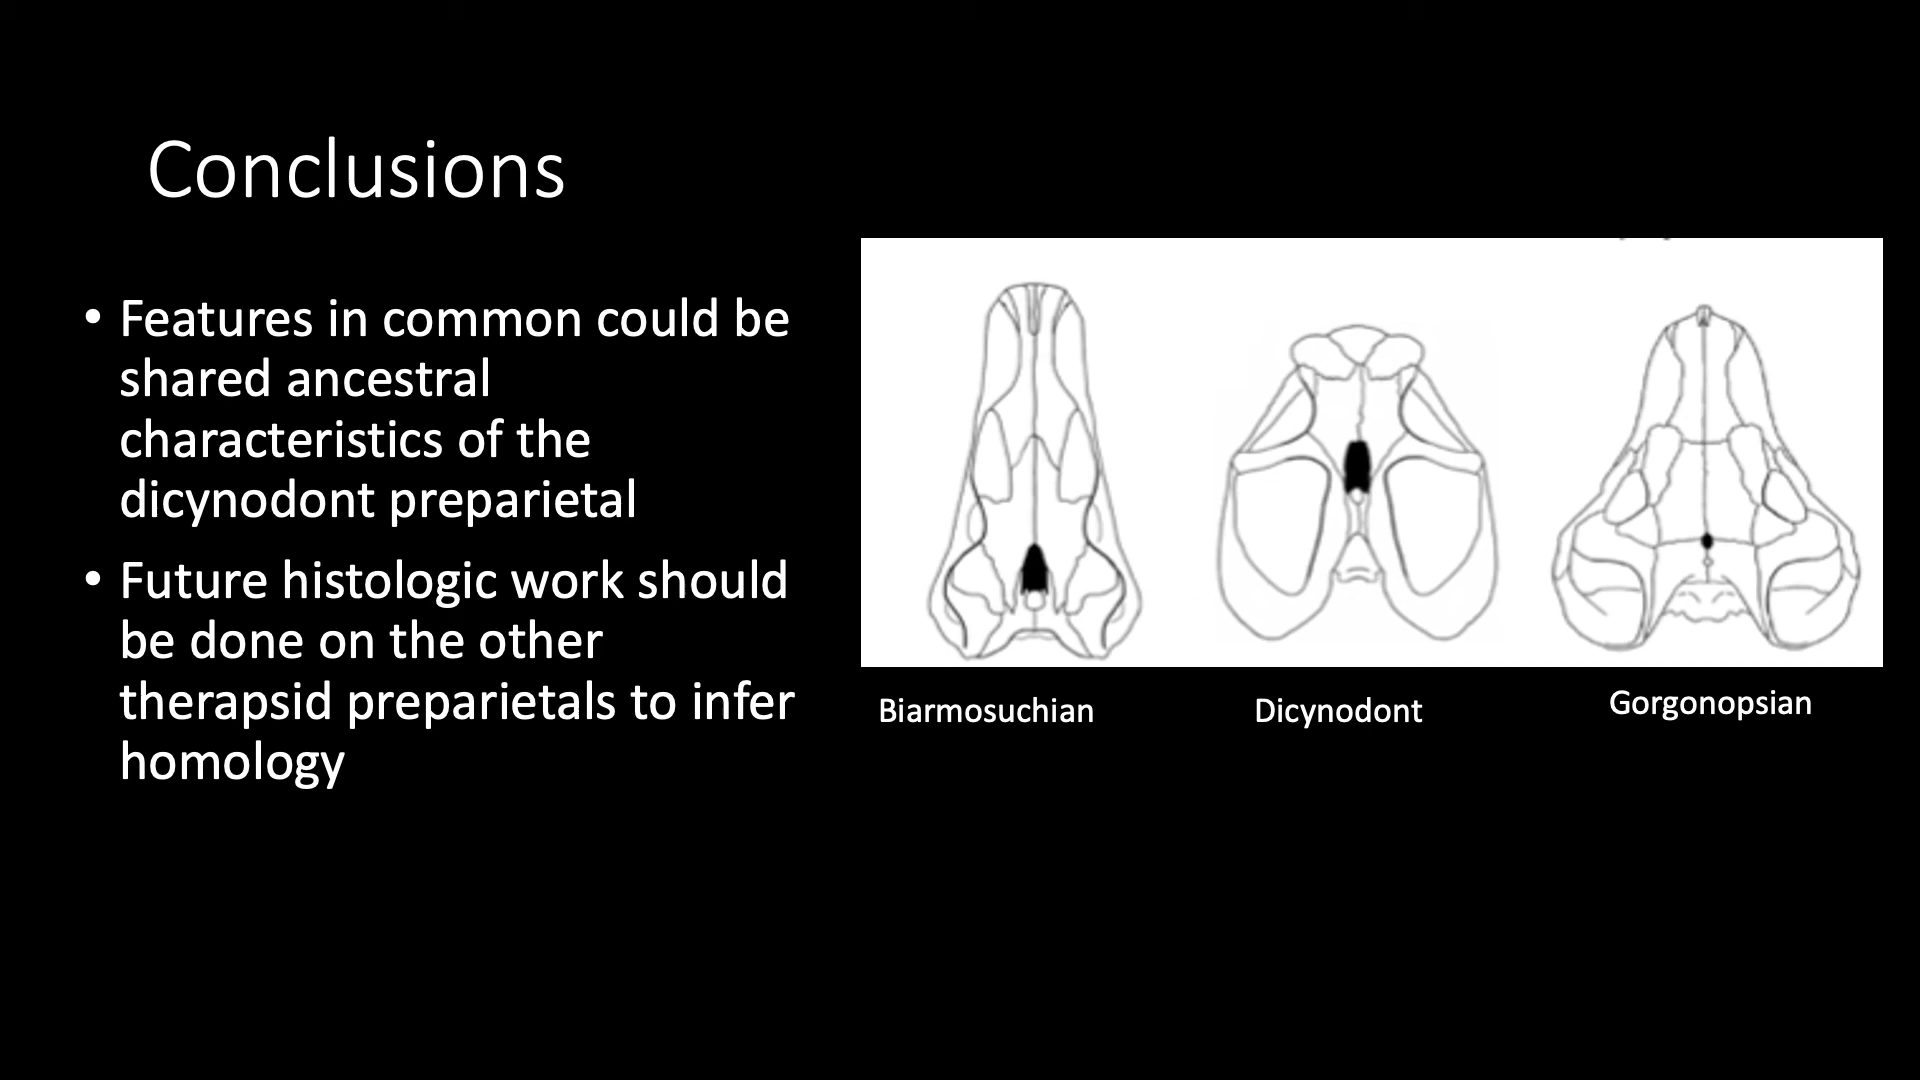 Conclusions
• Features in common could be
shared ancestral
characteristics of the
dicynodont preparietal
• Future histologic work should
be done on the other
therapsid preparietals to infer
homology
Biarmosuchian
Dicynodont
Gorgonopsian